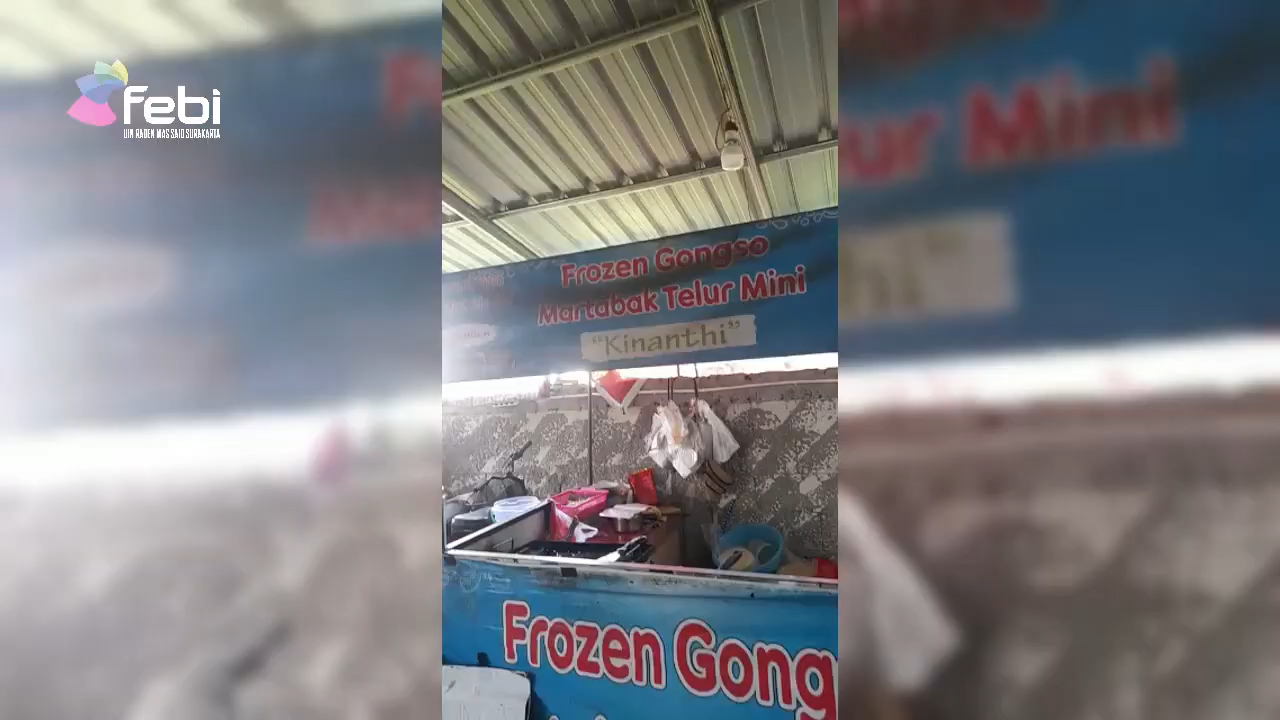 febi
UIN RADEN MAS SAID SURAKARTA
Frozen Gongso
Martabak Telur Mini
"Kinanthi"
Frozen Gong